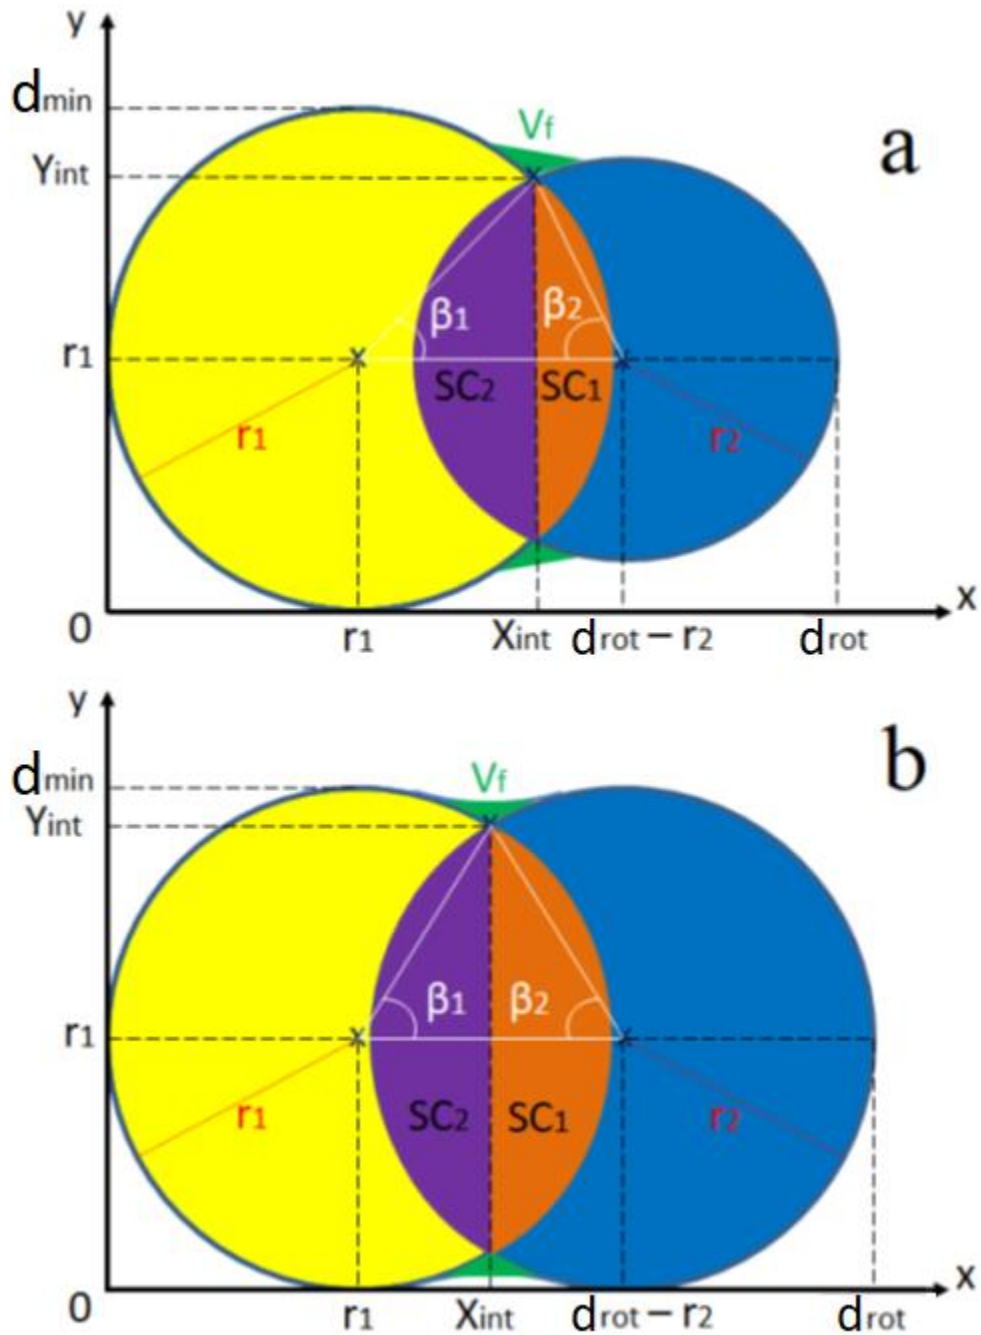 y
dmin
Vf
a
Yint
β1
β2
r1
SC2
SC1
r1
r2
x
0
r1
Xint
drot – r2
drot
y
b
dmin
Vf
Yint
β1
β2
r1
SC2
SC1
r1
r2
x
0
r1
Xint
drot – r2
drot